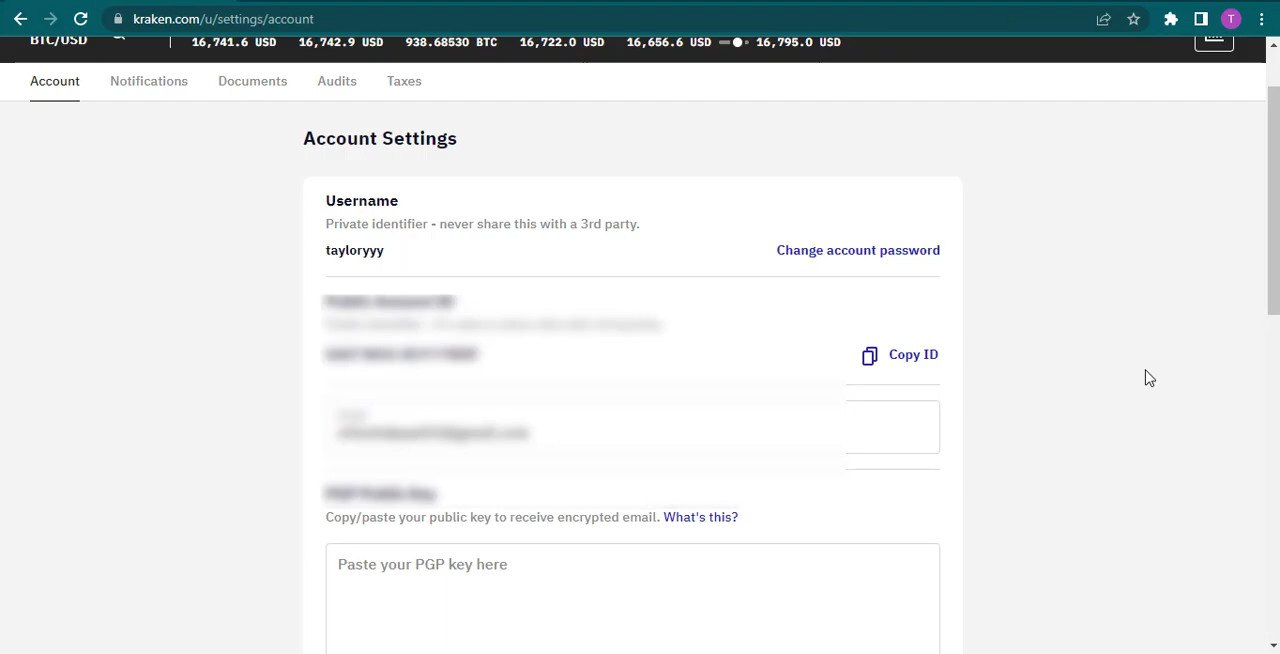 kraken.com/u/settings/account
T
BTC/USD
16,741.6 USD 16,742.9 USD 938.68530 BTC 16,722.0 USD 16,656.6 USD 16,795.0 USD
Account Notifications Documents Audits Taxes
Account Settings
Username
Private identifier - never share this with a 3rd party.
tayloryyy Change account password
Copy ID
Copy/paste your public key to receive encrypted email. What's this?
Paste your PGP key here